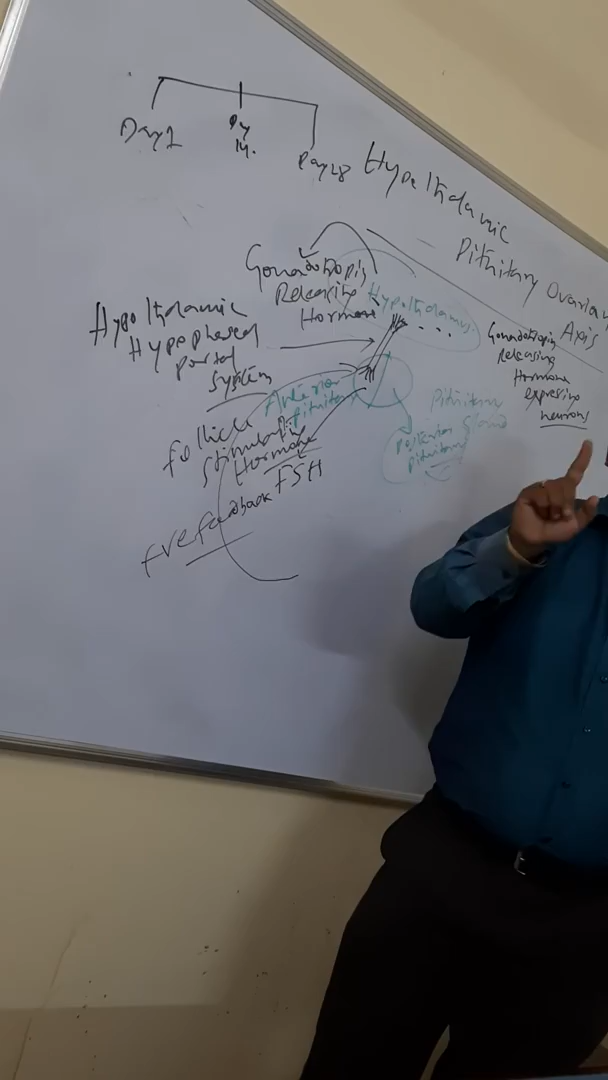 Day 1
Day
14.
Day 28
Hypothalamic
- Pituitary Ovarian
Axis
Gonadotropin
Releasing
Hormone
Hypothalamus
...
Hypothalamic
Hypophyseal
portal
system
Gonadotropin
Releasing
Hormone
expressing
neurons
Anterior
pituitary
Pituitary
Gland
Posterior
pituitary
Follicle
Stimulating
Hormone
FSH
+ve feedback